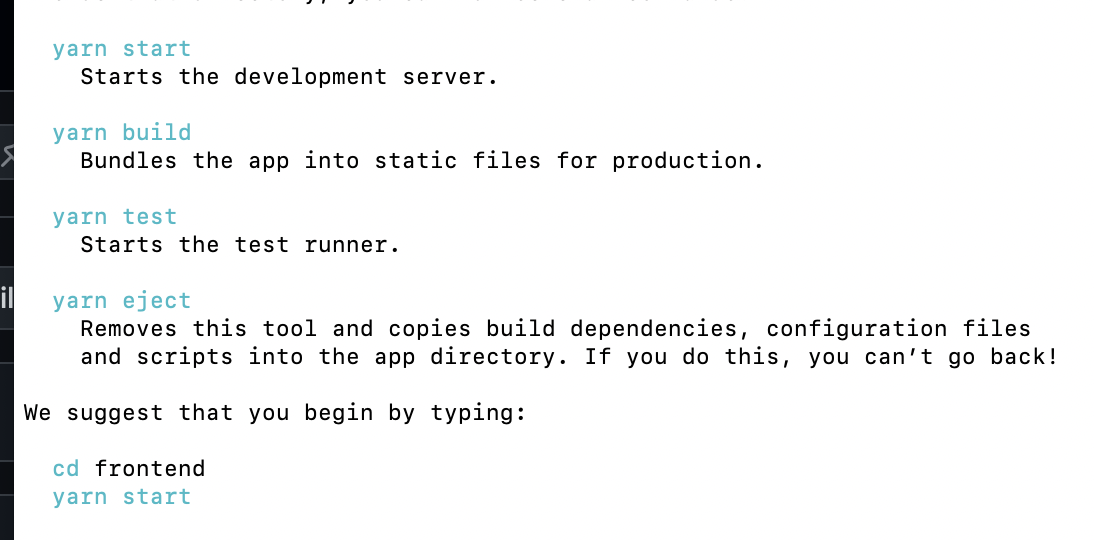 yarn start
Starts the development server.
yarn build
Bundles the app into static files for production.
yarn test
Starts the test runner.
yarn eject
Removes this tool and copies build dependencies, configuration files
and scripts into the app directory. If you do this, you can’t go back!
We suggest that you begin by typing:
cd frontend
yarn start